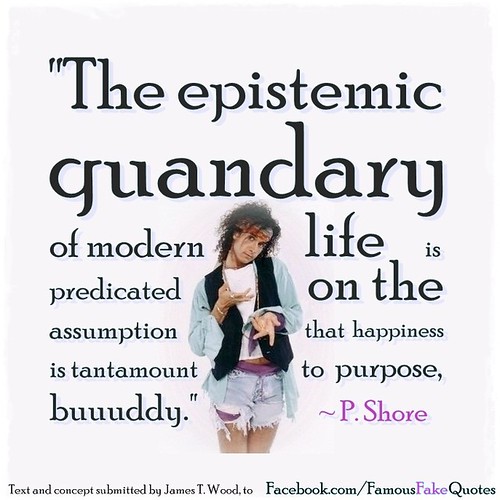 "The epistemic
quandary
of modern life is
predicated on the
assumption that happiness
is tantamount to purpose,
buuuddy." ~ P. Shore
Text and concept submitted by James T. Wood, to Facebook.com/FamousFakeQuotes